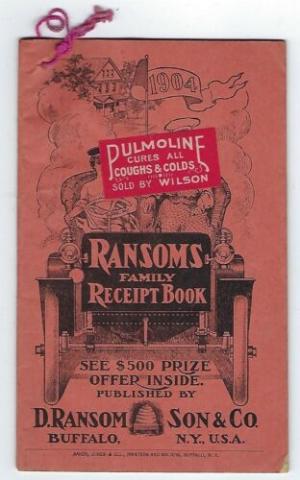 1904
PULMOLINE
CURES ALL
COUGHS & COLDS
SOLD BY WILSON
RANSOMS
FAMILY
RECEIPT BOOK
SEE $500 PRIZE
OFFER INSIDE.
PUBLISHED BY
D. RANSOM SON & CO.
BUFFALO, N.Y., U.S.A.